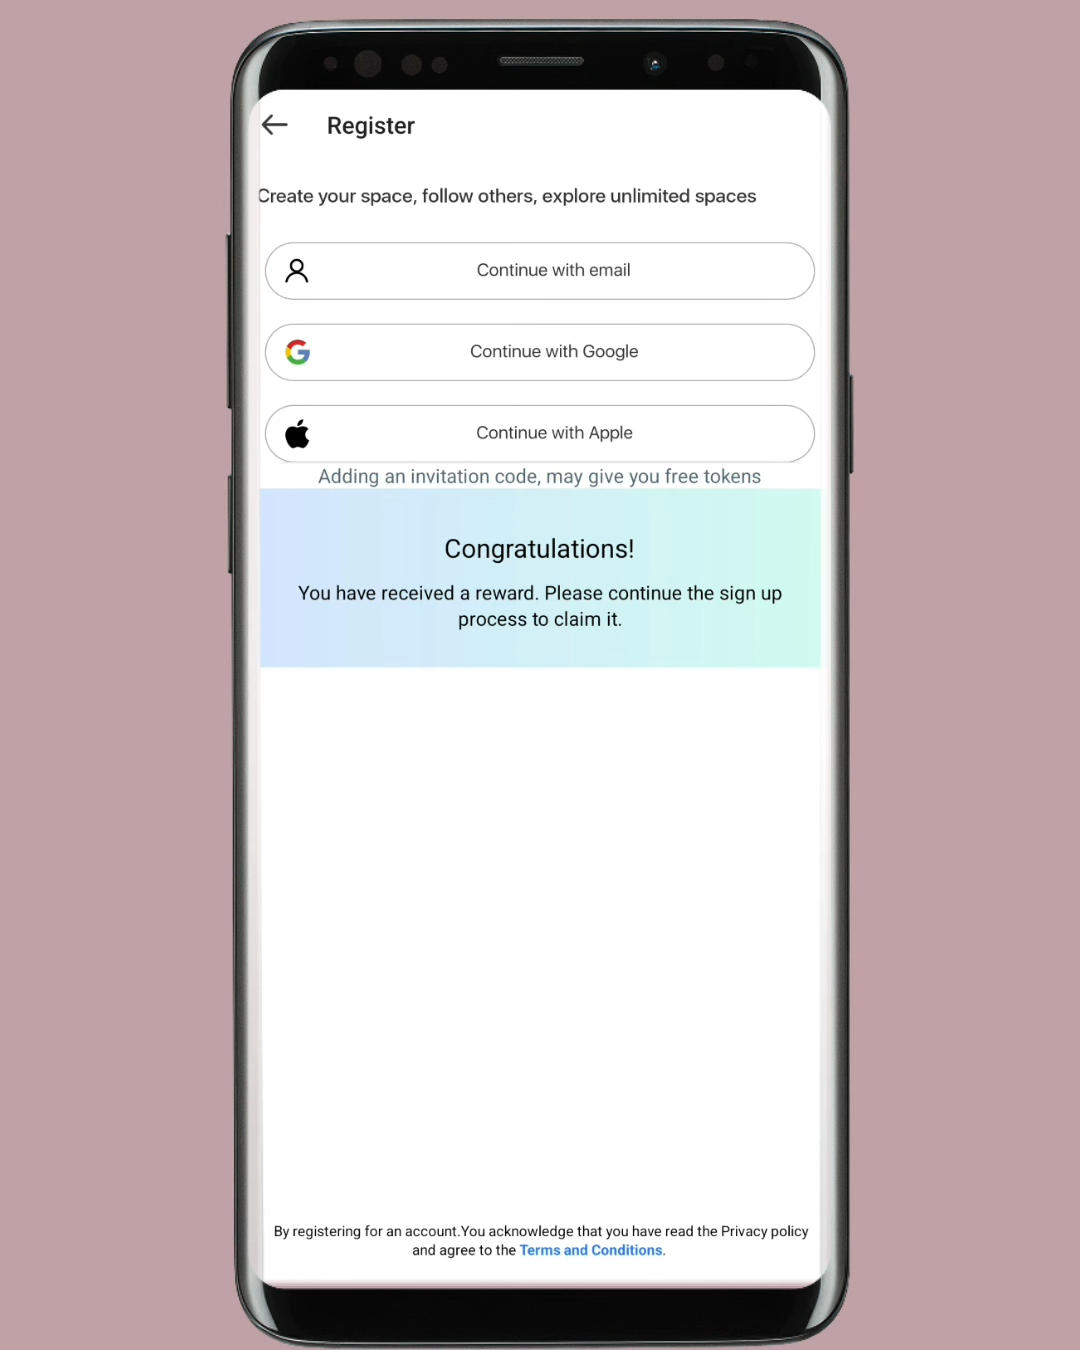 Register
Create your space, follow others, explore unlimited spaces
Continue with email
Continue with Google
Continue with Apple
Adding an invitation code, may give you free tokens
Congratulations!
You have received a reward. Please continue the sign up
process to claim it.
By registering for an account.You acknowledge that you have read the Privacy policy
and agree to the Terms and Conditions.